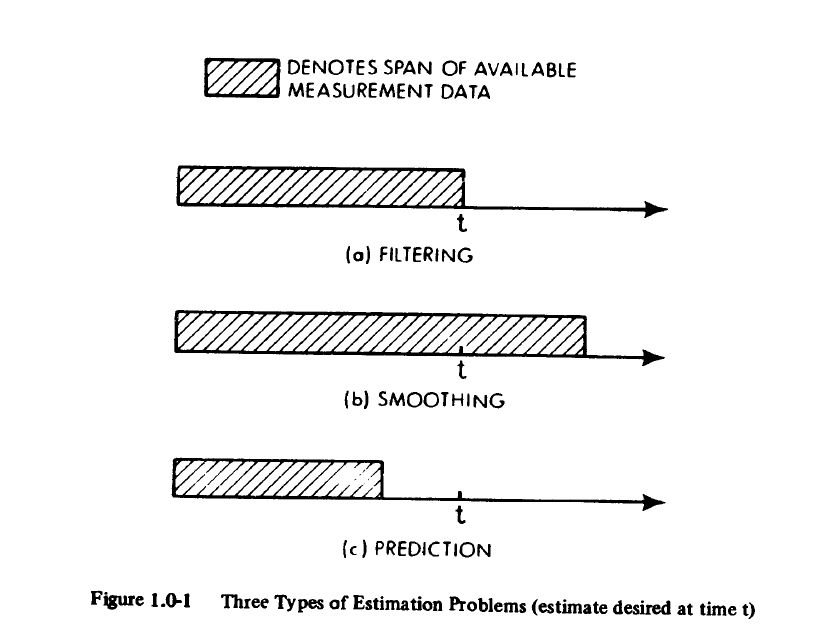 DENOTES SPAN OF AVAILABLE
MEASUREMENT DATA
t
(a) FILTERING
t
(b) SMOOTHING
t
(c) PREDICTION
Figure 1.0-1 Three Types of Estimation Problems (estimate desired at time t)